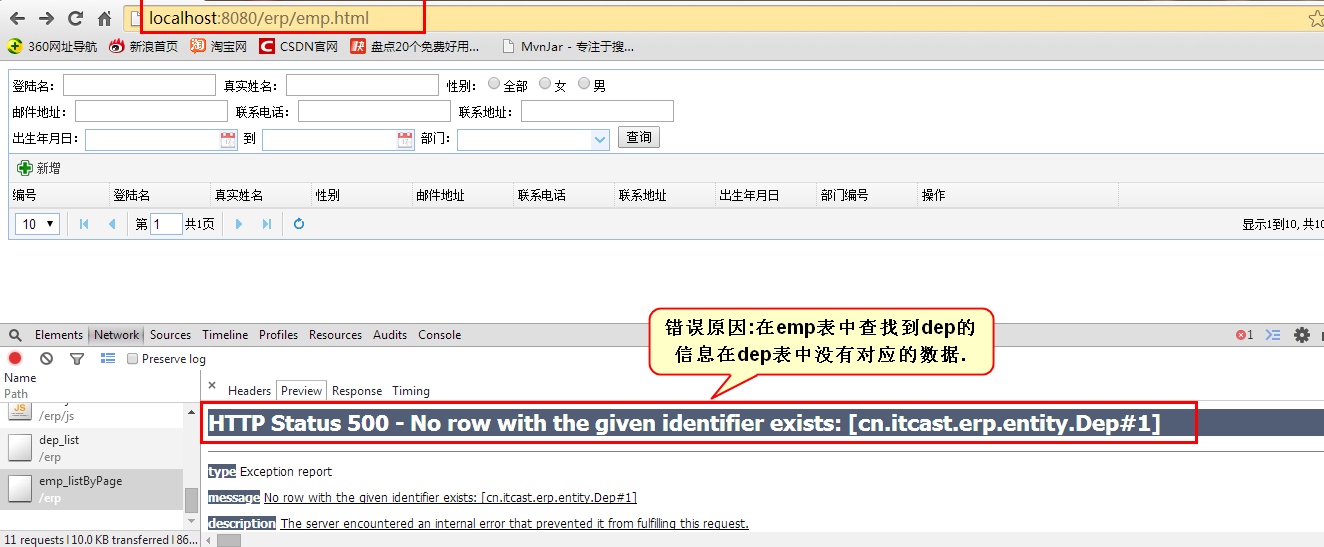 localhost:8080/erp/emp.html
360网址导航 新浪首页 淘宝网 CSDN官网 盘点20个免费好用... MvnJar - 专注于搜...
登陆名: 真实姓名: 性别: 全部 女 男
邮件地址: 联系电话: 联系地址:
出生年月日: 到 部门: 查询
新增
编号 登陆名 真实姓名 性别 邮件地址 联系电话 联系地址 出生年月日 部门编号 操作
10 第 1 共1页 显示1到10, 共10
错误原因:在emp表中查找到dep的
信息在dep表中没有对应的数据.
Elements Network Sources Timeline Profiles Resources Audits Console 1
Preserve log
Name
Path
Headers Preview Response Timing
JS
/erp/js
dep_list
/erp
emp_listByPage
/erp
HTTP Status 500 - No row with the given identifier exists: [cn.itcast.erp.entity.Dep#1]
type Exception report
message No row with the given identifier exists: [cn.itcast.erp.entity.Dep#1]
description The server encountered an internal error that prevented it from fulfilling this request.
11 requests | 10.0 KB transferred | 86...